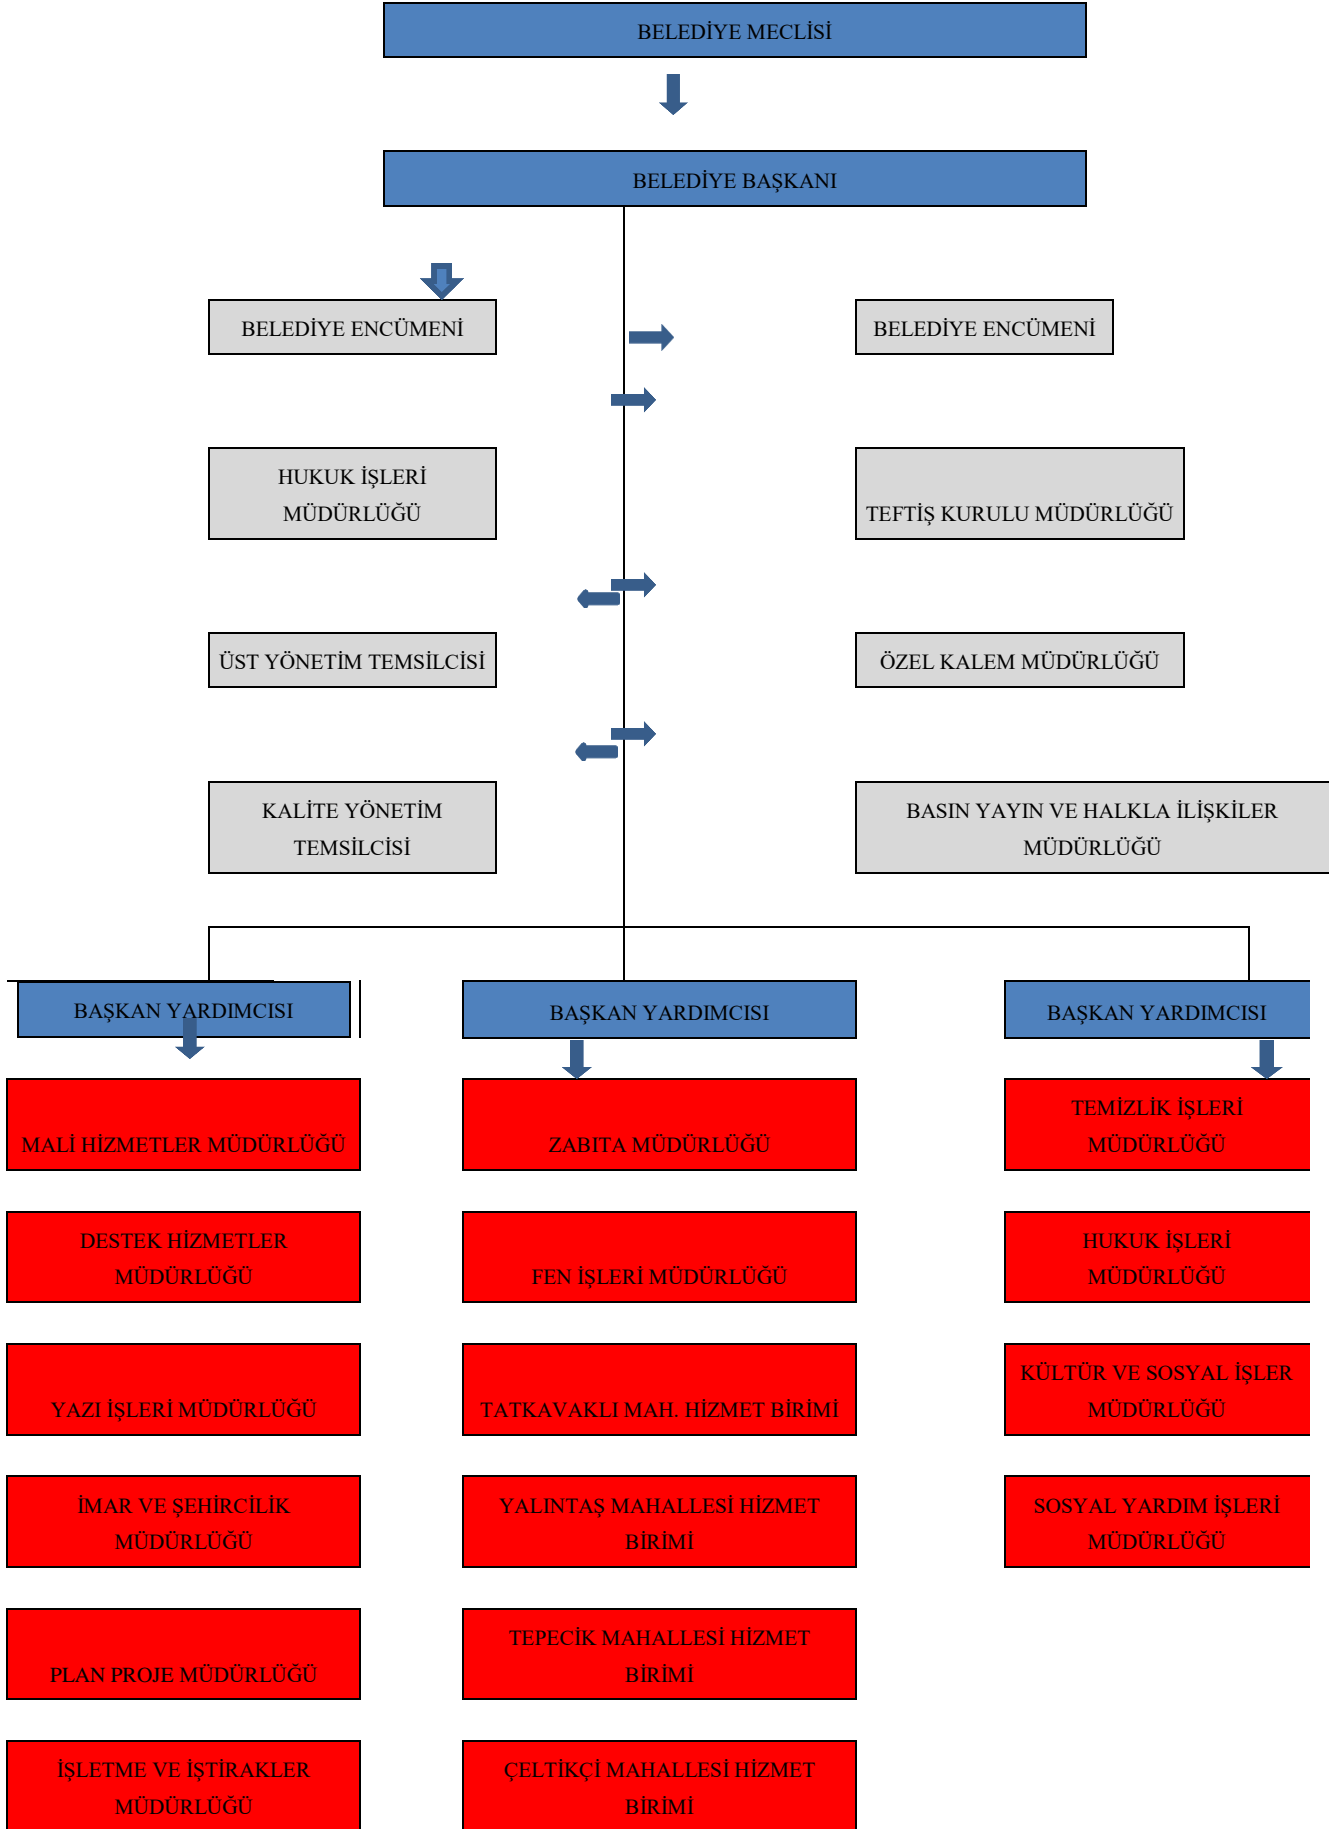 BELEDİYE MECLİSİ
BELEDİYE BAŞKANI
BELEDİYE ENCÜMENİ
BELEDİYE ENCÜMENİ
HUKUK İŞLERİ
MÜDÜRLÜĞÜ
TEFTİŞ KURULU MÜDÜRLÜĞÜ
ÜST YÖNETİM TEMSİLCİSİ
ÖZEL KALEM MÜDÜRLÜĞÜ
KALİTE YÖNETİM
TEMSİLCİSİ
BASIN YAYIN VE HALKLA İLİŞKİLER
MÜDÜRLÜĞÜ
BAŞKAN YARDIMCISI
BAŞKAN YARDIMCISI
BAŞKAN YARDIMCISI
MALİ HİZMETLER MÜDÜRLÜĞÜ
ZABITA MÜDÜRLÜĞÜ
TEMİZLİK İŞLERİ
MÜDÜRLÜĞÜ
DESTEK HİZMETLER
MÜDÜRLÜĞÜ
FEN İŞLERİ MÜDÜRLÜĞÜ
HUKUK İŞLERİ
MÜDÜRLÜĞÜ
YAZI İŞLERİ MÜDÜRLÜĞÜ
TATKAVAKLI MAH. HİZMET BİRİMİ
KÜLTÜR VE SOSYAL İŞLER
MÜDÜRLÜĞÜ
İMAR VE ŞEHİRCİLİK
MÜDÜRLÜĞÜ
YALINTAŞ MAHALLESİ HİZMET
BİRİMİ
SOSYAL YARDIM İŞLERİ
MÜDÜRLÜĞÜ
PLAN PROJE MÜDÜRLÜĞÜ
TEPECİK MAHALLESİ HİZMET
BİRİMİ
İŞLETME VE İŞTİRAKLER
MÜDÜRLÜĞÜ
ÇELTİKÇİ MAHALLESİ HİZMET
BİRİMİ